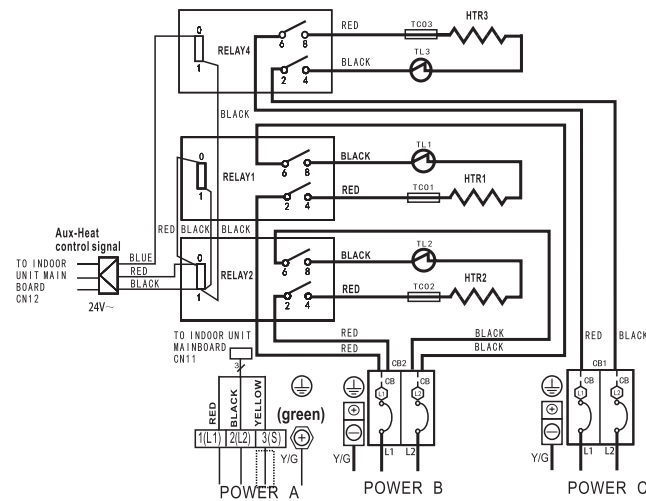 RED
TCO3
HTR3
0
6
8
RELAY4
BLACK
TL3
1
2
4
BLACK
0
6
8
BLACK
TL1
RELAY1
RED
TCO1
HTR1
1
2
4
Aux-Heat
control signal
RED
BLACK
BLACK
TO INDOOR
UNIT MAIN
BOARD
CN12
BLUE
RED
BLACK
24V~
0
6
8
BLACK
TL2
RELAY2
HTR2
RED
TCO2
1
2
4
TO INDOOR UNIT
MAINBOARD
CN11
3
RED
RED
BLACK
BLACK
RED
BLACK
CB2
CB1
CB
CB
CB
CB
L1
L2
L1
L2
RED
BLACK
YELLOW
(green)
1(L1)
2(L2)
3(S)
Y/G
Y/G
L1
L2
Y/G
L1
L2
POWER A
POWER B
POWER C